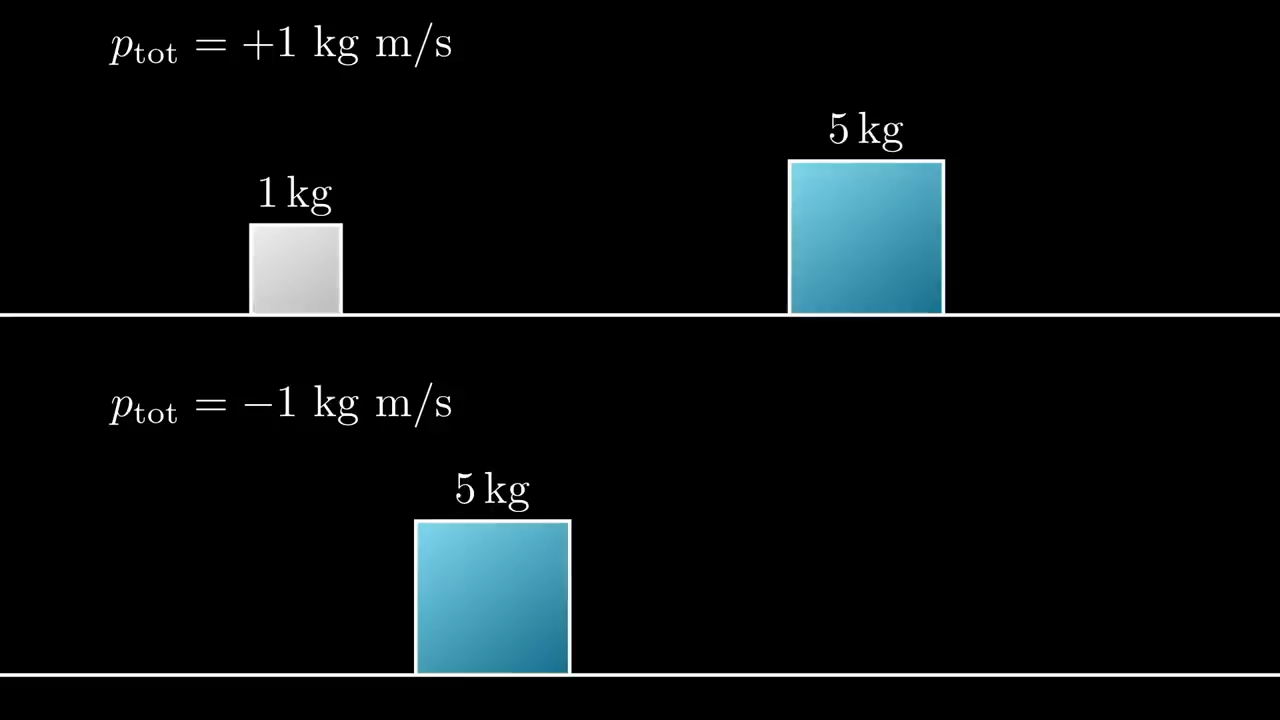 p_tot = +1 kg m/s
5 kg
1 kg
p_tot = −1 kg m/s
5 kg